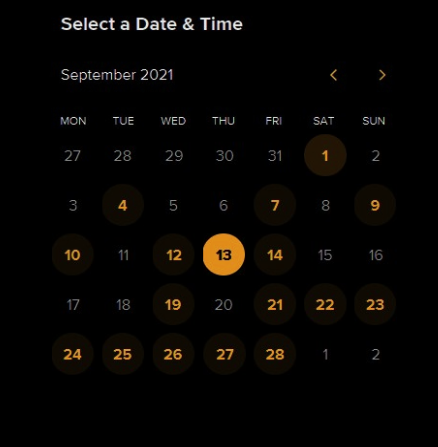 Select a Date & Time
September 2021
MON TUE WED THU FRI SAT SUN
27 28 29 30 31 1 2
3 4 5 6 7 8 9
10 11 12 13 14 15 16
17 18 19 20 21 22 23
24 25 26 27 28 1 2